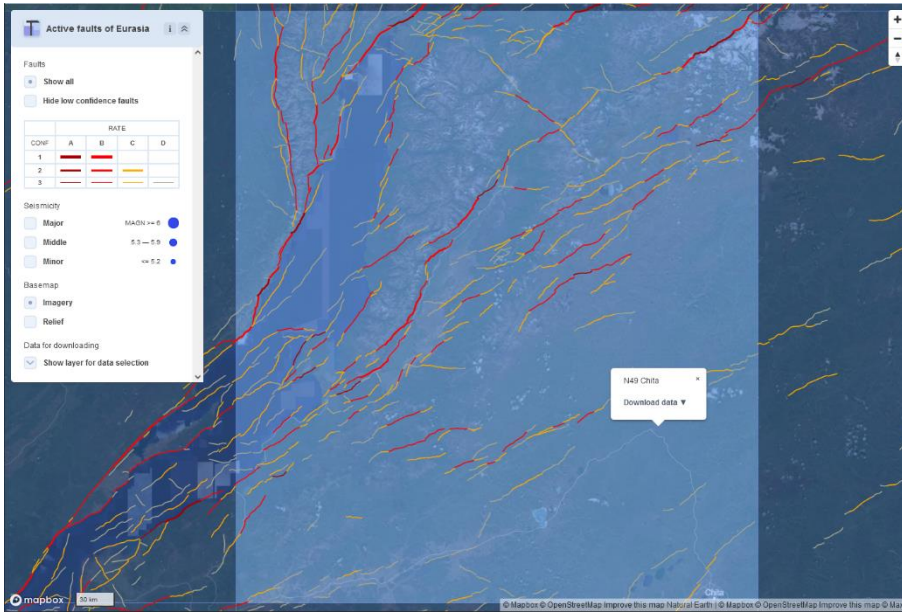 Active faults of Eurasia i
Faults
Show all
Hide low confidence faults
RATE
CONF A B C D
1
2
3
Seismicity
Major MAGN >= 6
Middle 5.3 — 5.9
Minor <= 5.2
Basemap
Imagery
Relief
Data for downloading
Show layer for data selection
+
−
N49 Chita ×
Download data ▼
Chita
mapbox
30 km
© Mapbox © OpenStreetMap Improve this map Natural Earth | © Mapbox © OpenStreetMap Improve this map © Ma